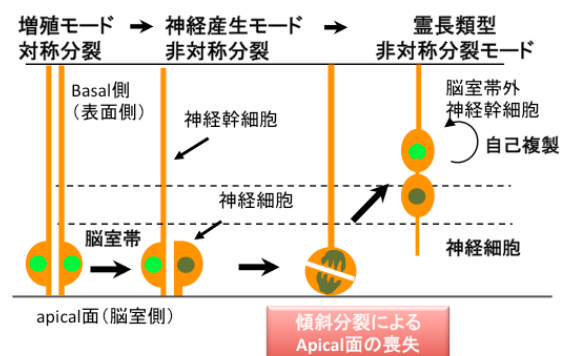 増殖モード → 神経産生モード → 霊長類型
対称分裂 非対称分裂 非対称分裂モード
Basal側
（表面側）
神経幹細胞
脳室帯外
神経幹細胞
自己複製
神経細胞
脳室帯
神経細胞
apical面（脳室側）
傾斜分裂による
Apical面の喪失